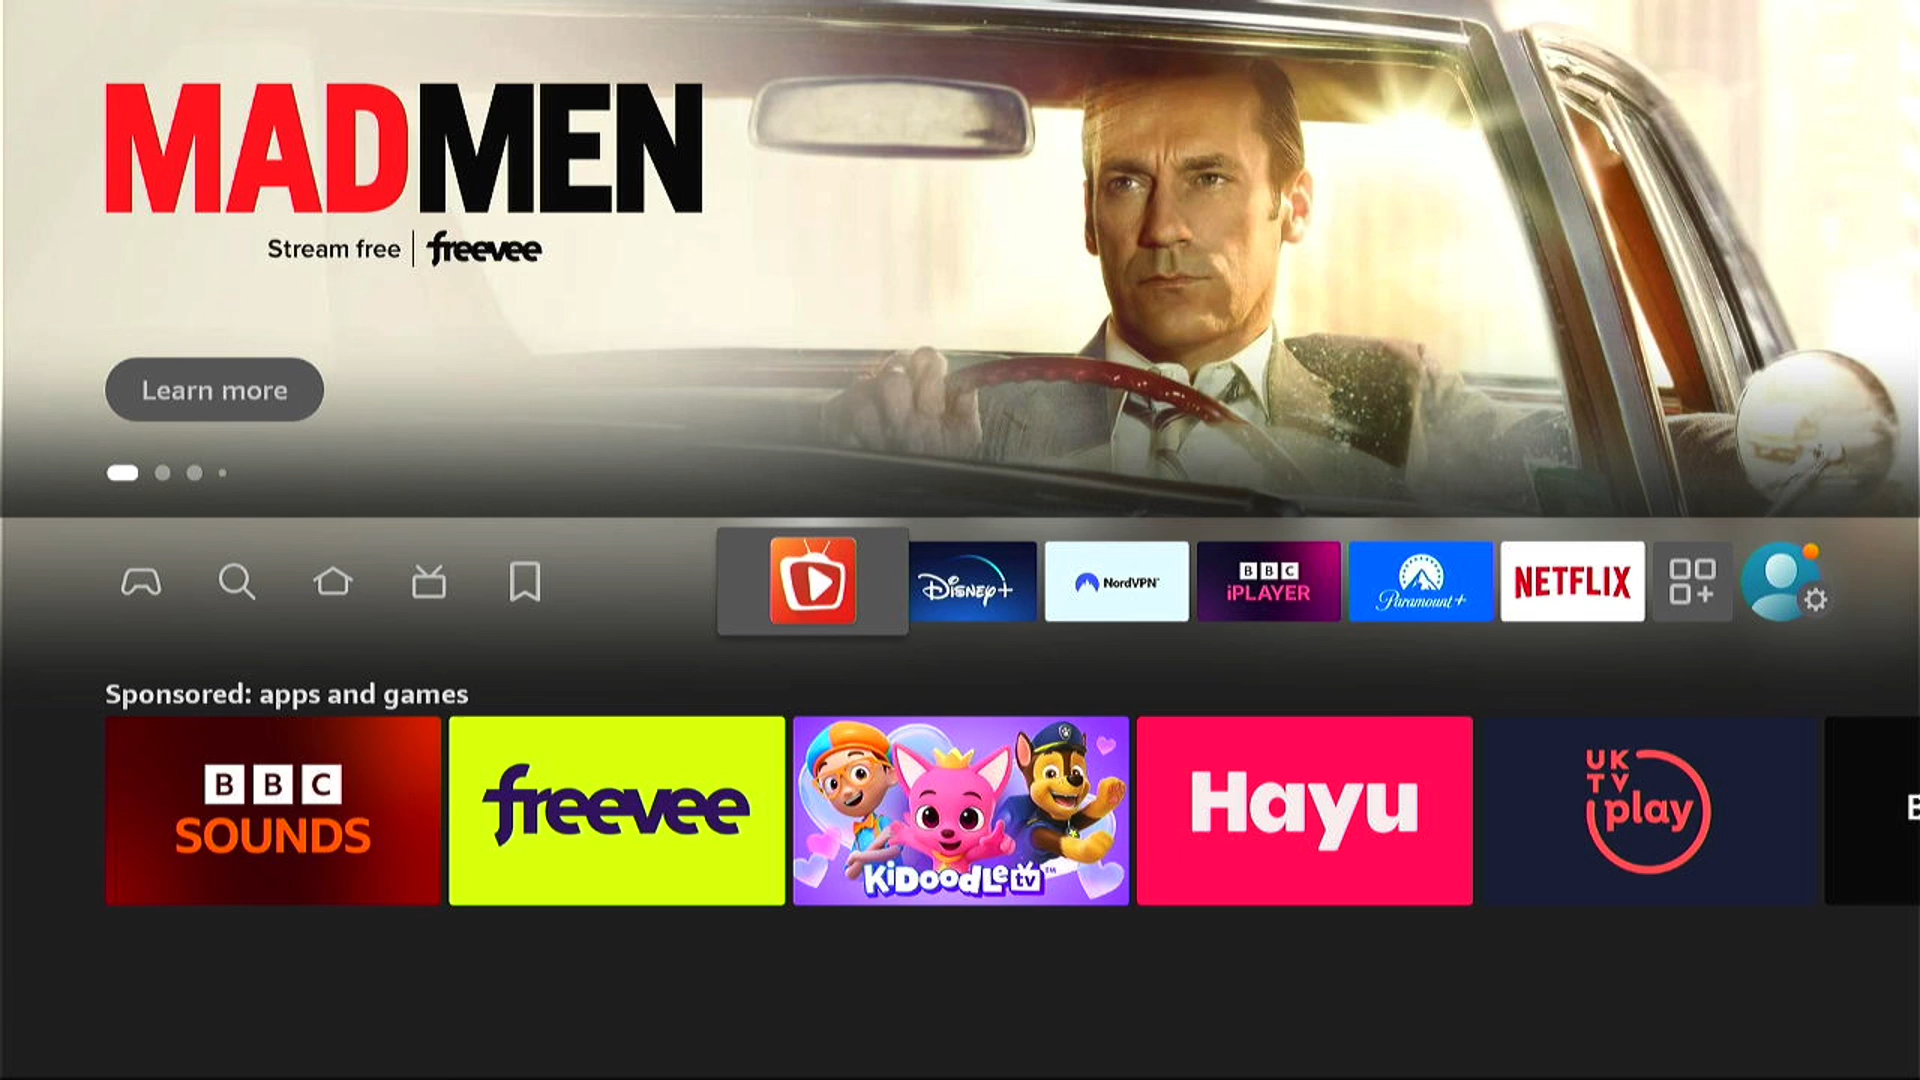 MADMEN
Stream free | freevee
Learn more
Disney+
NordVPN
BBC
iPLAYER
Paramount+
NETFLIX
Sponsored: apps and games
BBC
SOUNDS
freevee
KiDoodLe tv™
Hayu
UK
TV
play